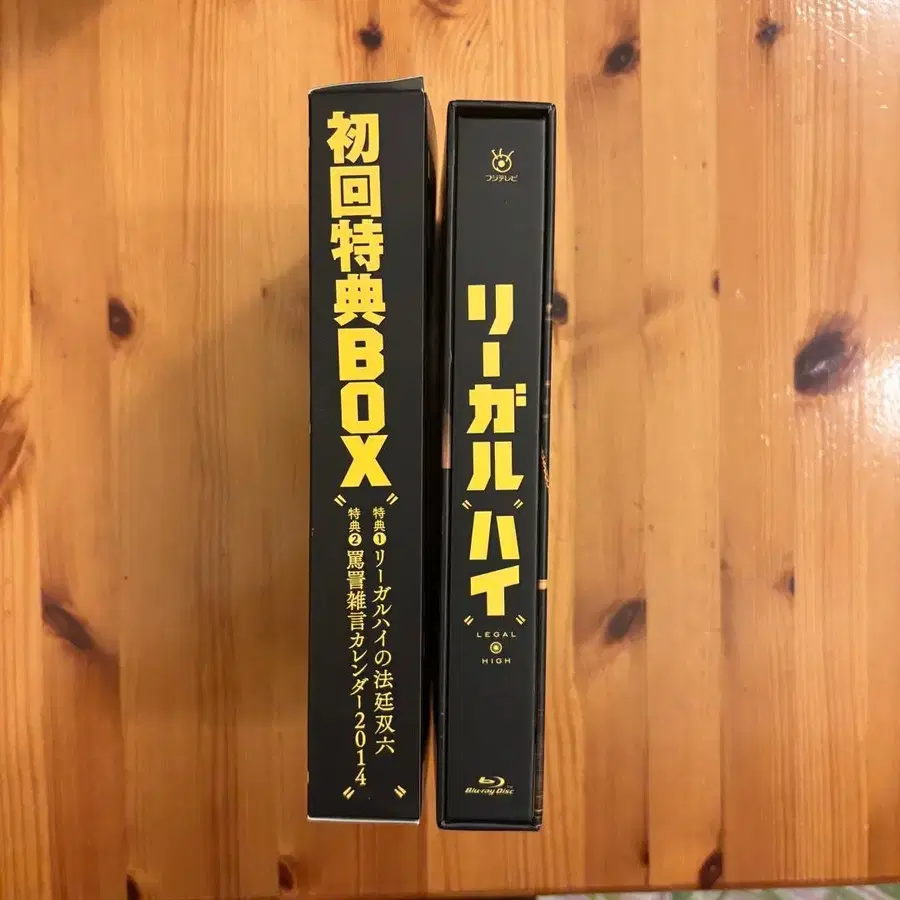 初回特典BOX
特典❶リーガルハイの法廷双六
特典❷罵詈雑言カレンダー2014
フジテレビ
リーガル"ハイ"
LEGAL
HIGH
Blu-ray Disc
TM